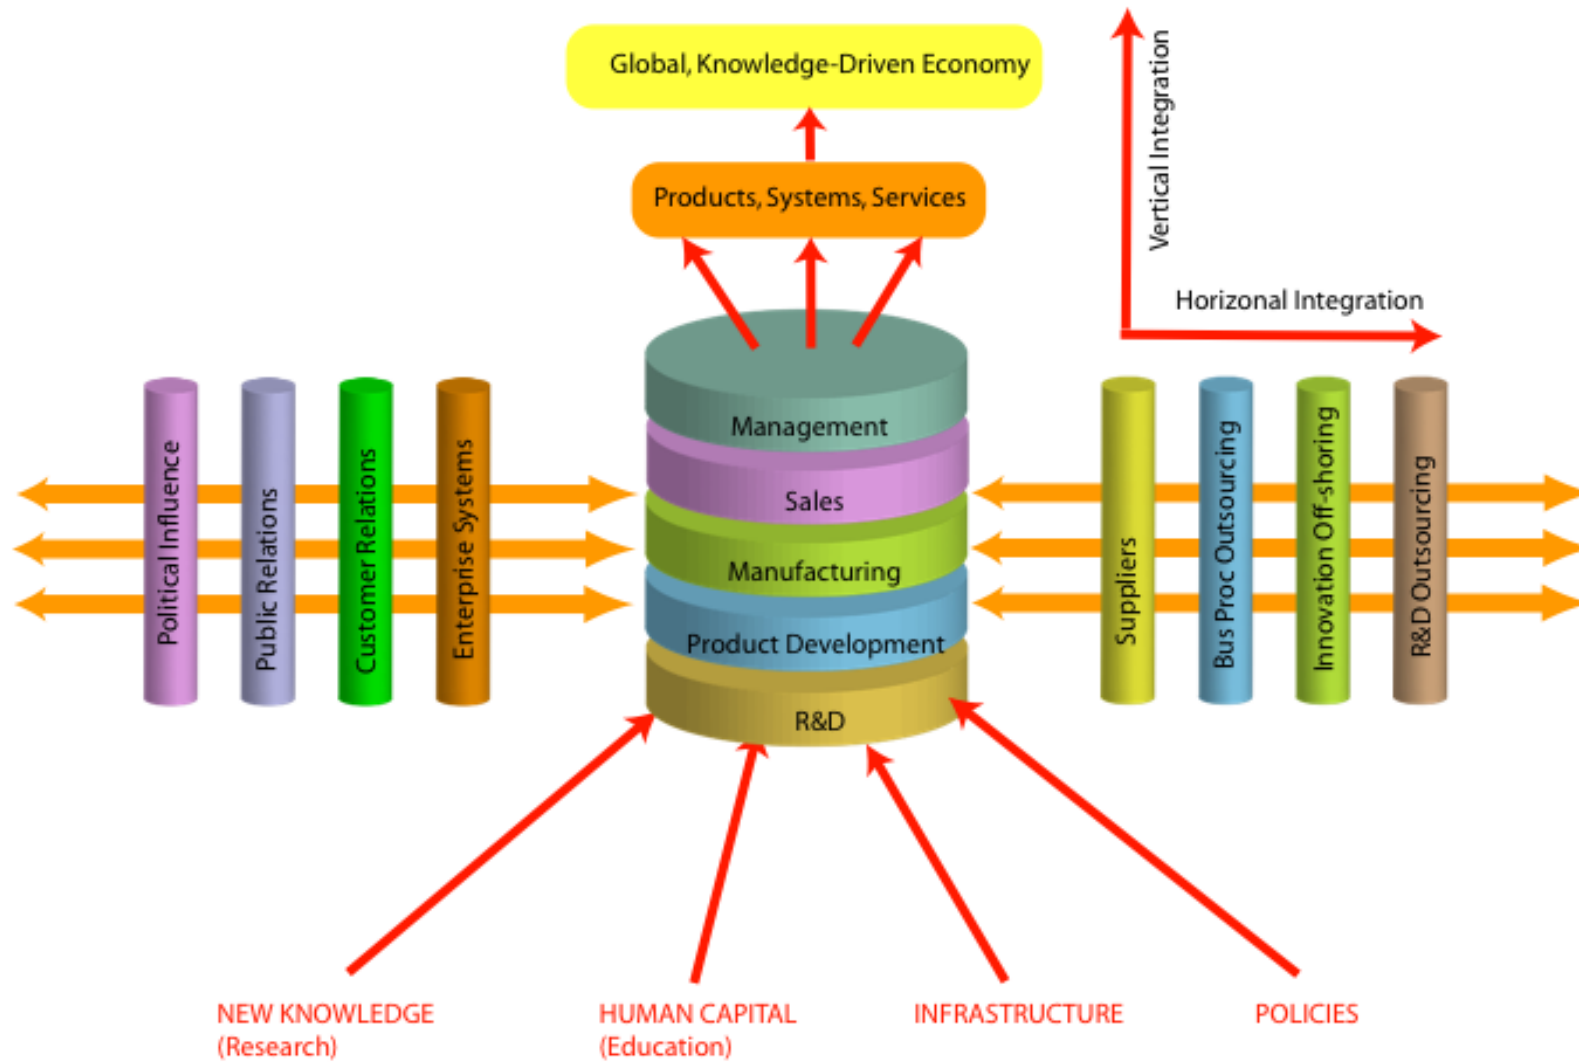 Global, Knowledge-Driven Economy
Products, Systems, Services
Vertical Integration
Horizonal Integration
Political Influence
Public Relations
Customer Relations
Enterprise Systems
Management
Sales
Manufacturing
Product Development
R&D
Suppliers
Bus Proc Outsourcing
Innovation Off-shoring
R&D Outsourcing
NEW KNOWLEDGE
(Research)
HUMAN CAPITAL
(Education)
INFRASTRUCTURE
POLICIES